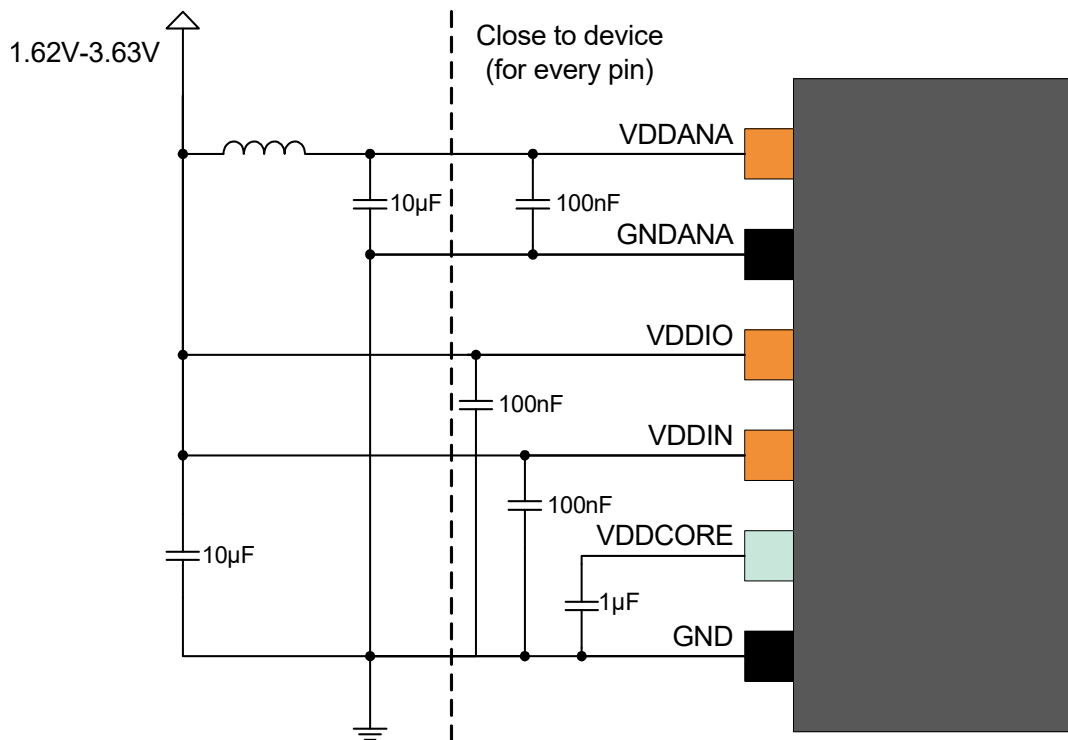 1.62V-3.63V
Close to device
(for every pin)
VDDANA
10µF
100nF
GNDANA
VDDIO
100nF
VDDIN
100nF
VDDCORE
10µF
1µF
GND